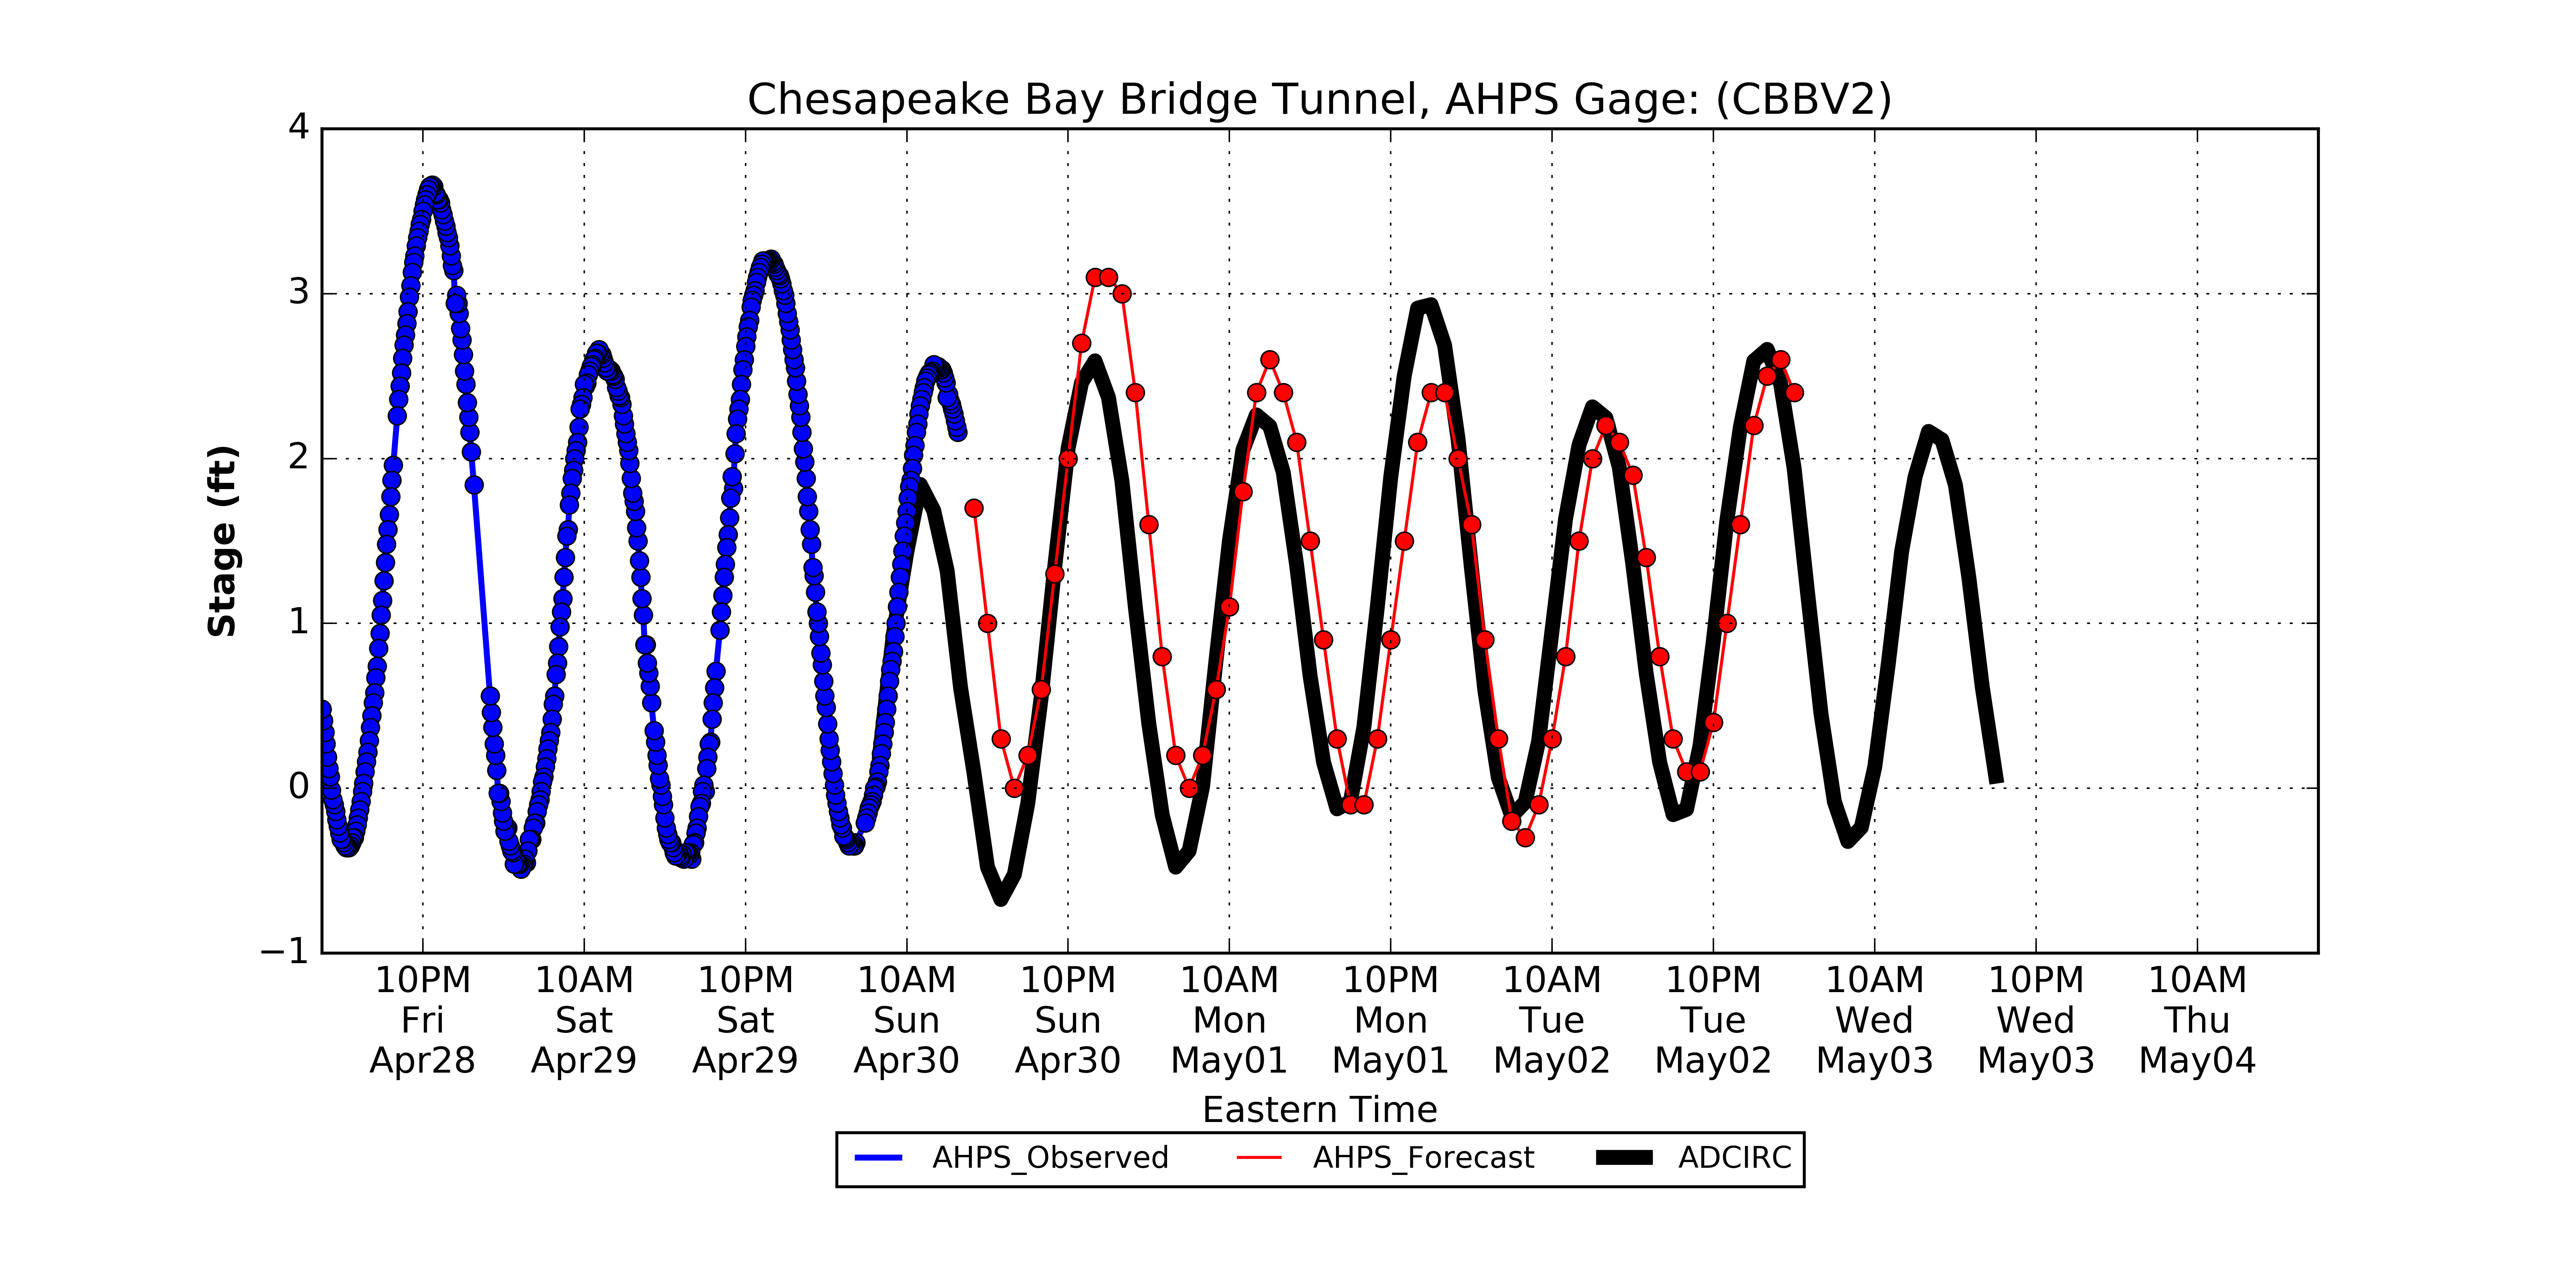 Chesapeake Bay Bridge Tunnel, AHPS Gage: (CBBV2)
4
3
2
1
0
−1
Stage (ft)
10PM 10AM 10PM 10AM 10PM 10AM 10PM 10AM 10PM 10AM 10PM 10AM
Fri Sat Sat Sun Sun Mon Mon Tue Tue Wed Wed Thu
Apr28 Apr29 Apr29 Apr30 Apr30 May01 May01 May02 May02 May03 May03 May04
Eastern Time
AHPS_Observed AHPS_Forecast ADCIRC